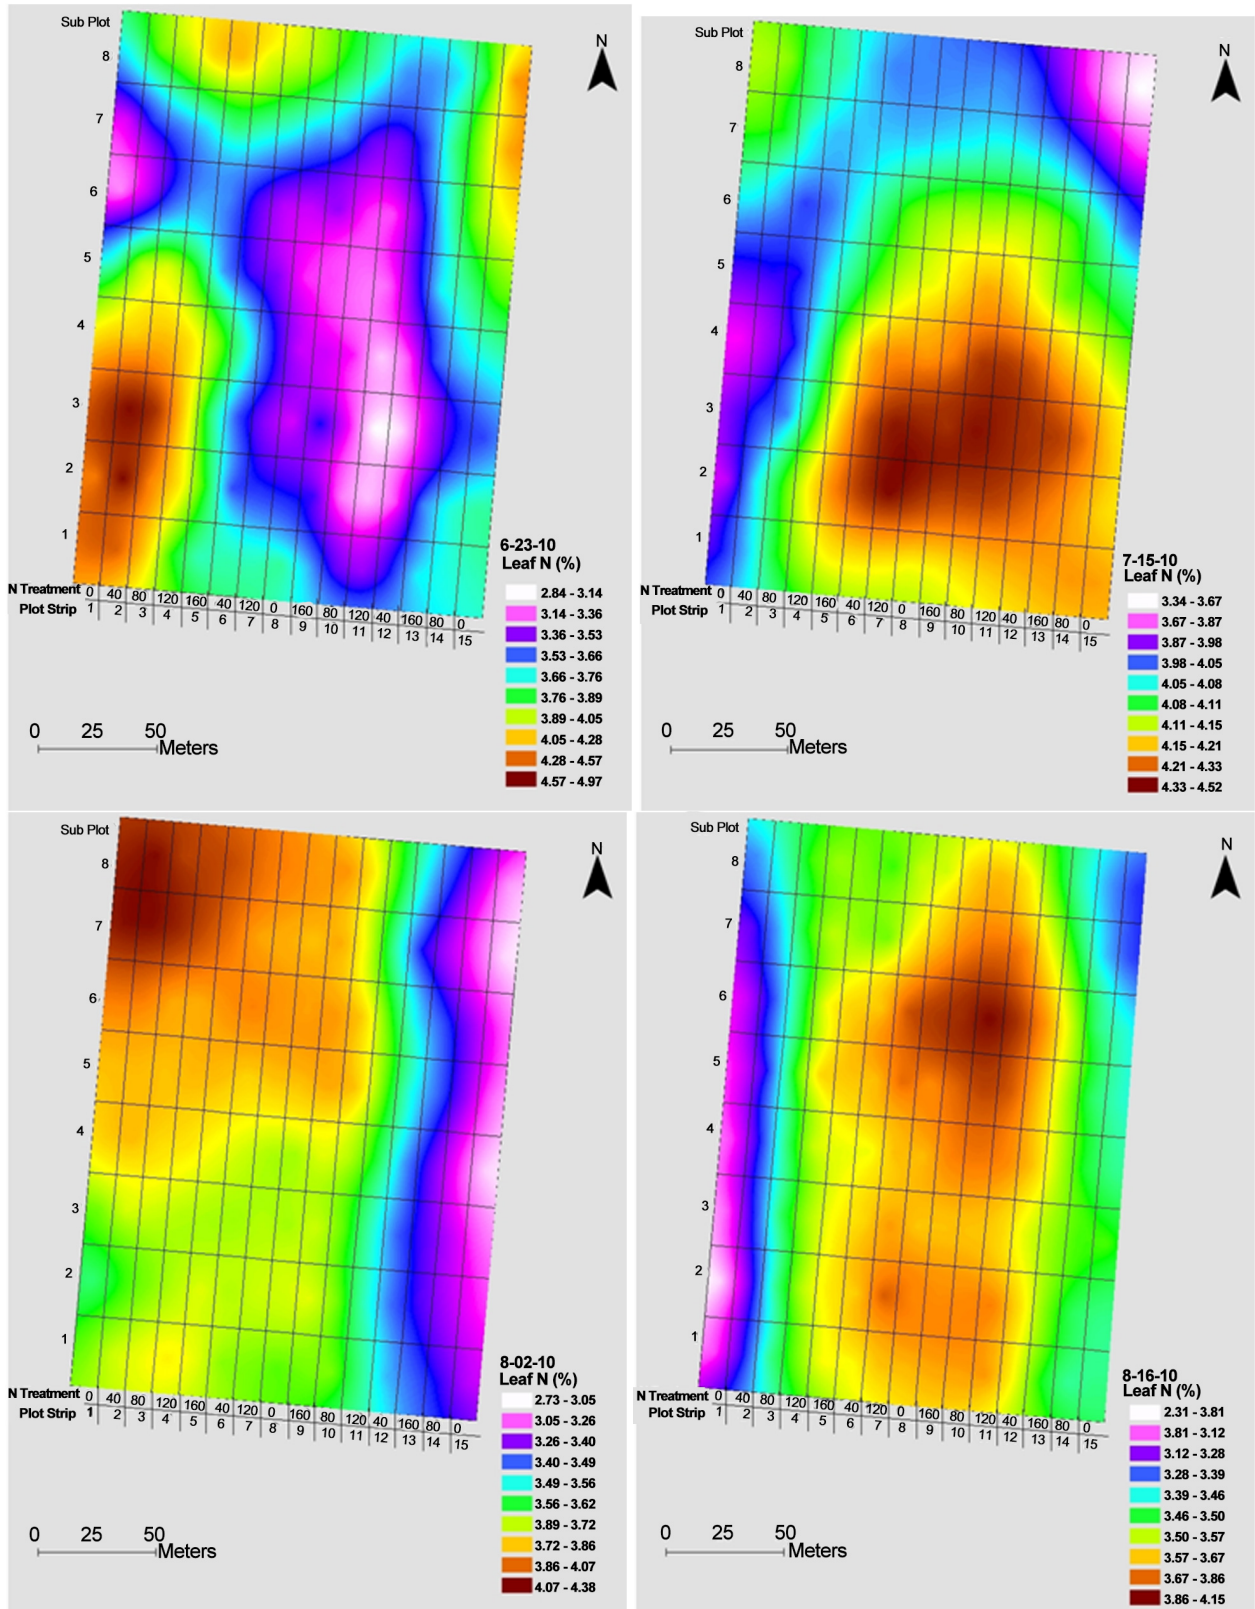 Sub Plot
N
8
7
6
5
4
3
2
1
N Treatment 0 40 80 120 160 40 120 0 160 80 120 40 160 80 0
Plot Strip 1 2 3 4 5 6 7 8 9 10 11 12 13 14 15
6-23-10
Leaf N (%)
2.84 - 3.14
3.14 - 3.36
3.36 - 3.53
3.53 - 3.66
3.66 - 3.76
3.76 - 3.89
3.89 - 4.05
4.05 - 4.28
4.28 - 4.57
4.57 - 4.97
0 25 50
Meters
Sub Plot
N
8
7
6
5
4
3
2
1
N Treatment 0 40 80 120 160 40 120 0 160 80 120 40 160 80 0
Plot Strip 1 2 3 4 5 6 7 8 9 10 11 12 13 14 15
7-15-10
Leaf N (%)
3.34 - 3.67
3.67 - 3.87
3.87 - 3.98
3.98 - 4.05
4.05 - 4.08
4.08 - 4.11
4.11 - 4.15
4.15 - 4.21
4.21 - 4.33
4.33 - 4.52
0 25 50
Meters
Sub Plot
N
8
7
6
5
4
3
2
1
N Treatment 0 40 80 120 160 40 120 0 160 80 120 40 160 80 0
Plot Strip 1 2 3 4 5 6 7 8 9 10 11 12 13 14 15
8-02-10
Leaf N (%)
2.73 - 3.05
3.05 - 3.26
3.26 - 3.40
3.40 - 3.49
3.49 - 3.56
3.56 - 3.62
3.89 - 3.72
3.72 - 3.86
3.86 - 4.07
4.07 - 4.38
0 25 50
Meters
Sub Plot
N
8
7
6
5
4
3
2
1
N Treatment 0 40 80 120 160 40 120 0 160 80 120 40 160 80 0
Plot Strip 1 2 3 4 5 6 7 8 9 10 11 12 13 14 15
8-16-10
Leaf N (%)
2.31 - 3.81
3.81 - 3.12
3.12 - 3.28
3.28 - 3.39
3.39 - 3.46
3.46 - 3.50
3.50 - 3.57
3.57 - 3.67
3.67 - 3.86
3.86 - 4.15
0 25 50
Meters